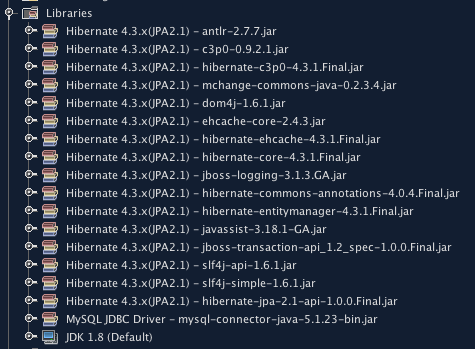 Libraries
Hibernate 4.3.x(JPA2.1) – antlr-2.7.7.jar
Hibernate 4.3.x(JPA2.1) – c3p0-0.9.2.1.jar
Hibernate 4.3.x(JPA2.1) – hibernate-c3p0-4.3.1.Final.jar
Hibernate 4.3.x(JPA2.1) – mchange-commons-java-0.2.3.4.jar
Hibernate 4.3.x(JPA2.1) – dom4j-1.6.1.jar
Hibernate 4.3.x(JPA2.1) – ehcache-core-2.4.3.jar
Hibernate 4.3.x(JPA2.1) – hibernate-ehcache-4.3.1.Final.jar
Hibernate 4.3.x(JPA2.1) – hibernate-core-4.3.1.Final.jar
Hibernate 4.3.x(JPA2.1) – jboss-logging-3.1.3.GA.jar
Hibernate 4.3.x(JPA2.1) – hibernate-commons-annotations-4.0.4.Final.jar
Hibernate 4.3.x(JPA2.1) – hibernate-entitymanager-4.3.1.Final.jar
Hibernate 4.3.x(JPA2.1) – javassist-3.18.1-GA.jar
Hibernate 4.3.x(JPA2.1) – jboss-transaction-api_1.2_spec-1.0.0.Final.jar
Hibernate 4.3.x(JPA2.1) – slf4j-api-1.6.1.jar
Hibernate 4.3.x(JPA2.1) – slf4j-simple-1.6.1.jar
Hibernate 4.3.x(JPA2.1) – hibernate-jpa-2.1-api-1.0.0.Final.jar
MySQL JDBC Driver – mysql-connector-java-5.1.23-bin.jar
JDK 1.8 (Default)